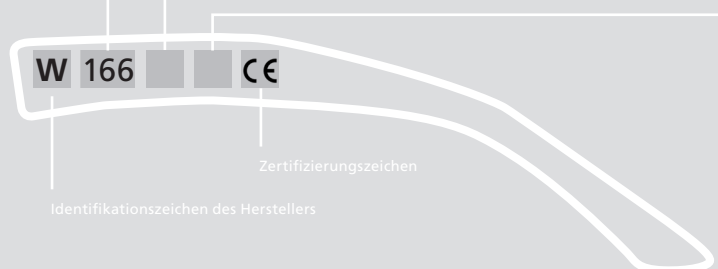 W 166 CE
Zertifizierungszeichen
Identifikationszeichen des Herstellers